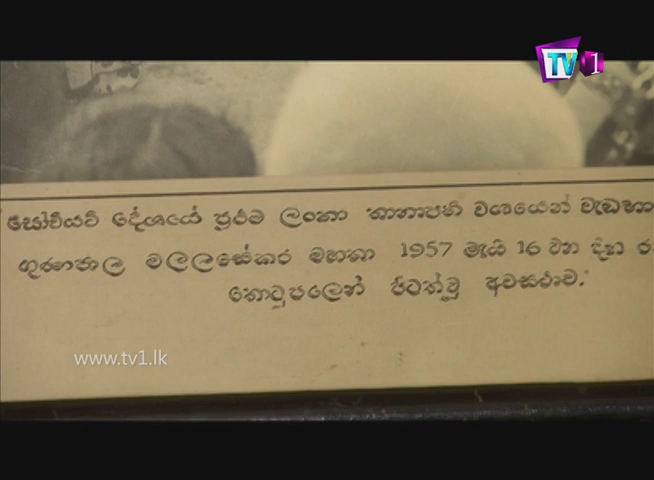 TV1
සෝවියට් දේශයේ ප්‍රථම ලංකා තානාපති වශයෙන් වැඩභා
ගුණපාල මලලසේකර මහතා 1957 මැයි 16 වන දින ර
තොටුපලෙන් පිටත්වූ අවස්ථාව.
www.tv1.lk